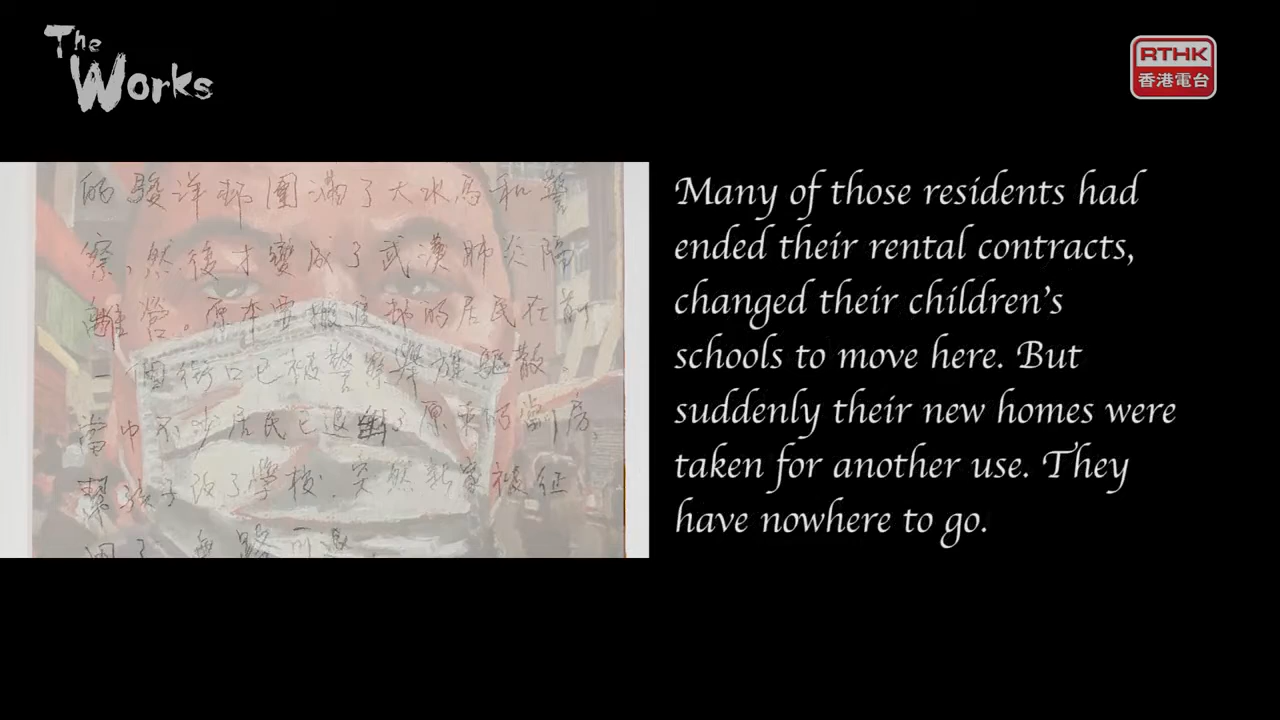 The
Works
RTHK
香港電台
的駿洋邨圍滿了大水馬和警
察，然後才變成了武漢肺炎隔
離營。原本要搬進邨的居民在前
一個街口已被警察舉旗驅散。
當中不少居民已退了原來的房，
幫孩子改了學校，突然新家被征
用了，無路可退
Many of those residents had
ended their rental contracts,
changed their children's
schools to move here. But
suddenly their new homes were
taken for another use. They
have nowhere to go.